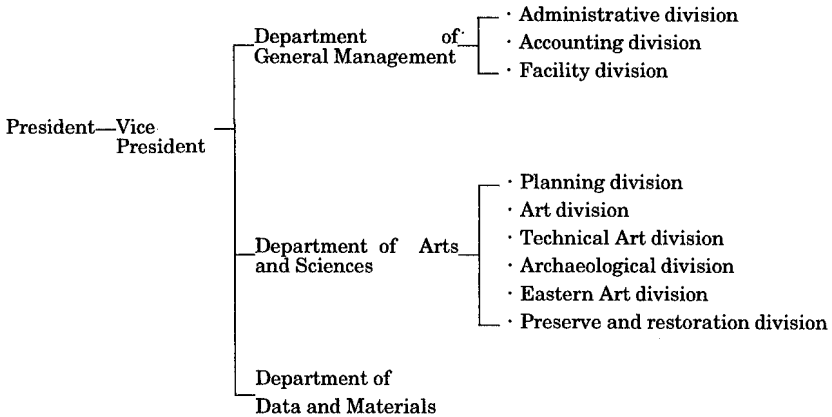 Department of
General Management
· Administrative division
· Accounting division
· Facility division
President—Vice
President
Department of Arts
and Sciences
· Planning division
· Art division
· Technical Art division
· Archaeological division
· Eastern Art division
· Preserve and restoration division
Department of
Data and Materials